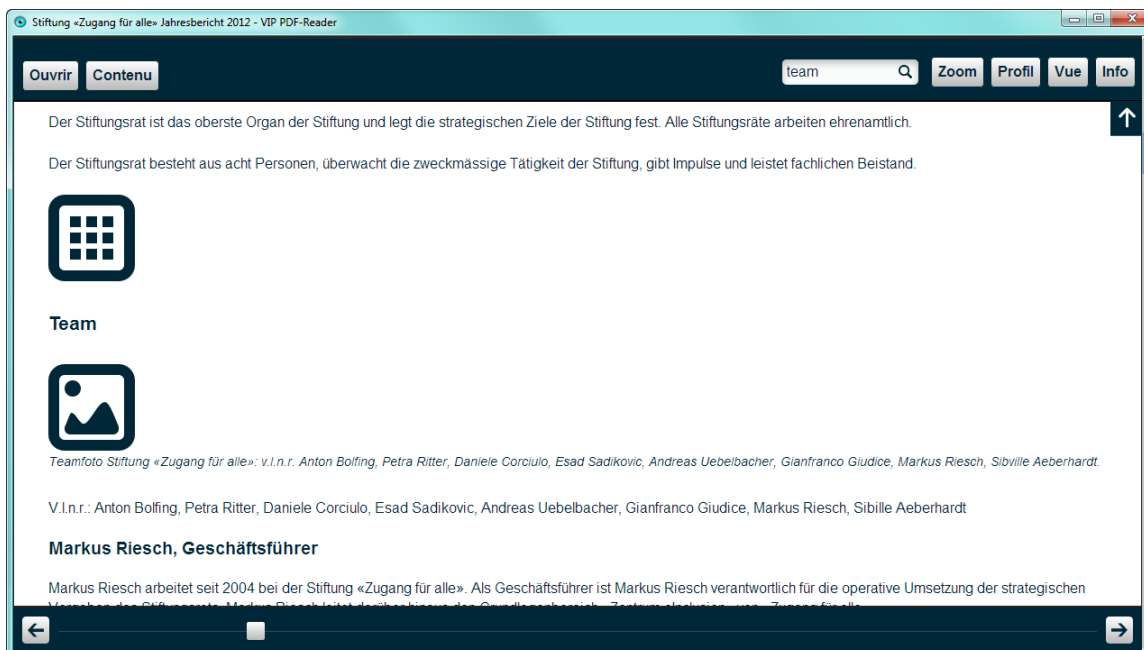 Stiftung «Zugang für alle» Jahresbericht 2012 - VIP PDF-Reader
Ouvrir Contenu team Zoom Profil Vue Info
Der Stiftungsrat ist das oberste Organ der Stiftung und legt die strategischen Ziele der Stiftung fest. Alle Stiftungsräte arbeiten ehrenamtlich.
Der Stiftungsrat besteht aus acht Personen, überwacht die zweckmässige Tätigkeit der Stiftung, gibt Impulse und leistet fachlichen Beistand.
Team
Teamfoto Stiftung «Zugang für alle»: v.l.n.r. Anton Bolfing, Petra Ritter, Daniele Corciulo, Esad Sadikovic, Andreas Uebelbacher, Gianfranco Giudice, Markus Riesch, Sibville Aeberhardt.
V.l.n.r.: Anton Bolfing, Petra Ritter, Daniele Corciulo, Esad Sadikovic, Andreas Uebelbacher, Gianfranco Giudice, Markus Riesch, Sibille Aeberhardt
Markus Riesch, Geschäftsführer
Markus Riesch arbeitet seit 2004 bei der Stiftung «Zugang für alle». Als Geschäftsführer ist Markus Riesch verantwortlich für die operative Umsetzung der strategischen